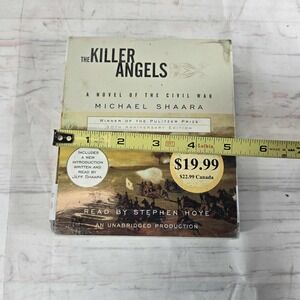 THE KILLER
ANGELS
A NOVEL OF THE CIVIL WAR
MICHAEL SHAARA
WINNER OF THE PULITZER PRIZE
30TH ANNIVERSARY EDITION
1 2 3 4 5 6 7
INCLUDES
A NEW
INTRODUCTION
WRITTEN AND
READ BY
JEFF SHAARA
$19.99
$22.99 Canada
READ BY STEPHEN HOYE
AN UNABRIDGED PRODUCTION